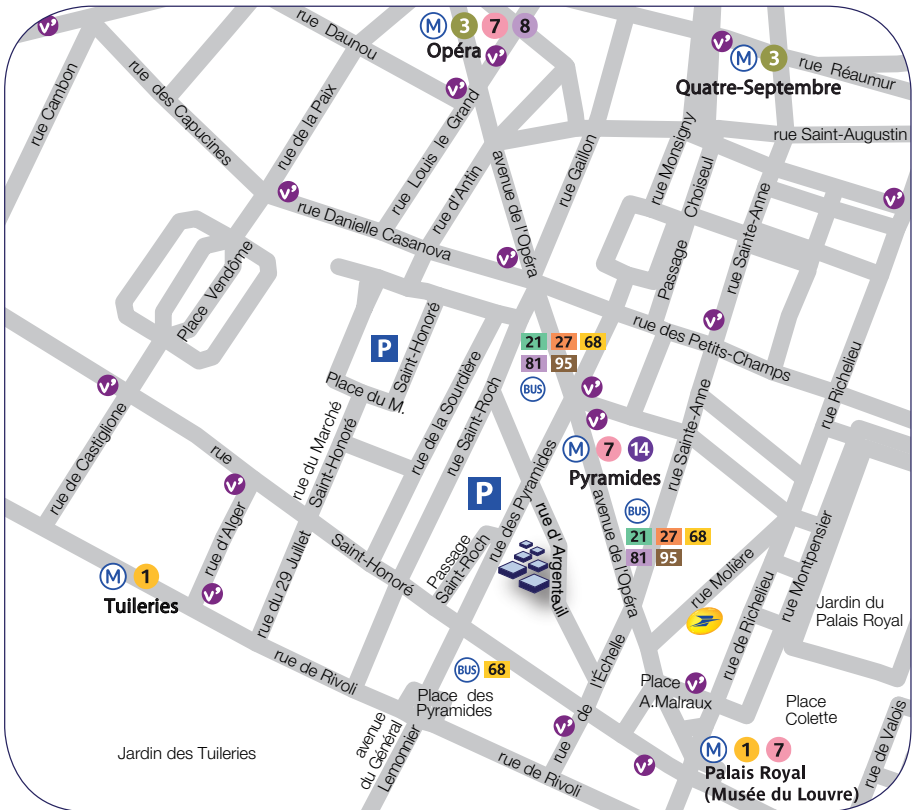 M 3 7 8
Opéra
M 3
Quatre-Septembre
rue Daunou
rue Réaumur
rue Cambon
rue des Capucines
rue de la Paix
rue Louis le Grand
rue d'Antin
avenue de l'Opéra
rue Gaillon
rue Monsigny
Passage Choiseul
rue Sainte-Anne
rue Saint-Augustin
rue Danielle Casanova
Place Vendôme
rue des Petits-Champs
rue Richelieu
P
Place du M.
Saint-Honoré
21 27 68
81 95
BUS
rue de Castiglione
rue du Marché
Saint-Honoré
rue de la Sourdière
rue Saint-Roch
rue Sainte-Anne
M 7 14
Pyramides
P
rue des Pyramides
rue d'Argenteuil
avenue de l'Opéra
BUS
21 27 68
81 95
rue
Saint-Honoré
rue d'Alger
rue du 29 Juillet
Passage
Saint-Roch
M 1
Tuileries
rue Molière
rue Montpensier
rue de Richelieu
Jardin du
Palais Royal
rue de Rivoli
BUS 68
Place des
Pyramides
rue de l'Échelle
Place
A.Malraux
Place
Colette
rue de Valois
avenue
du Général
Lemonnier
rue de Rivoli
Jardin des Tuileries
M 1 7
Palais Royal
(Musée du Louvre)